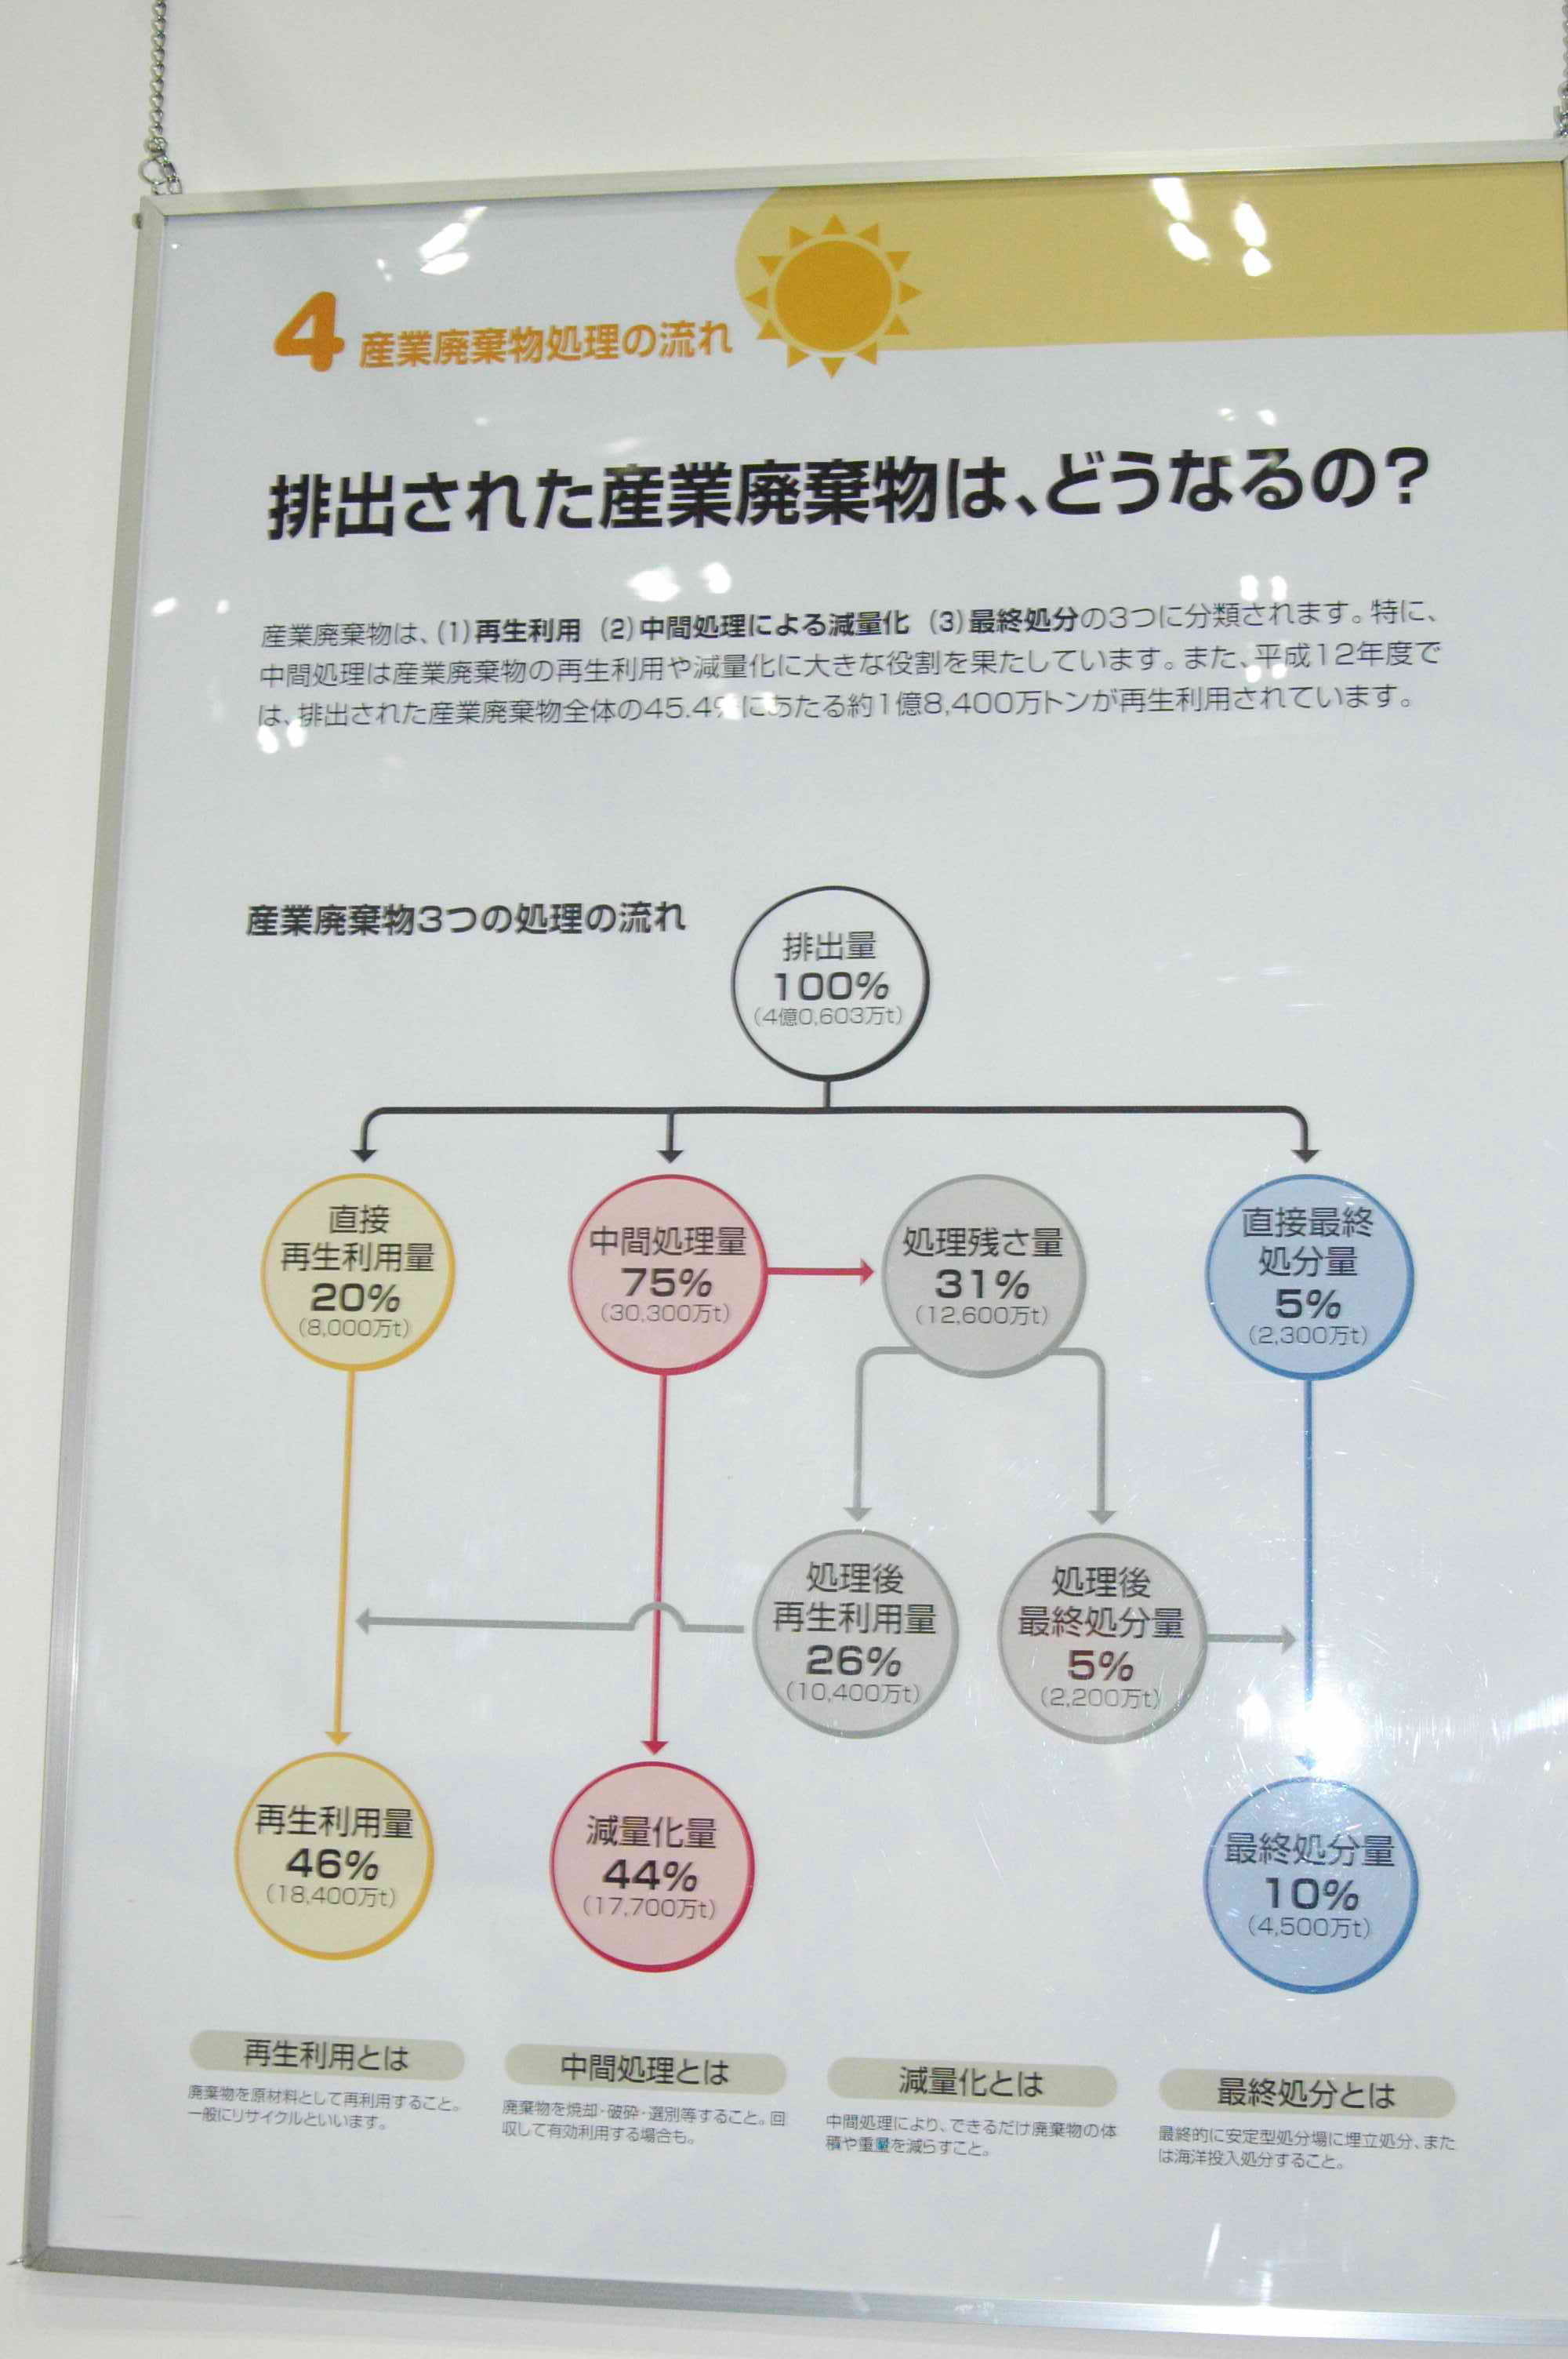 4 産業廃棄物処理の流れ
排出された産業廃棄物は、どうなるの?
産業廃棄物は、(1)再生利用 (2)中間処理による減量化 (3)最終処分の3つに分類されます。特に、
中間処理は産業廃棄物の再生利用や減量化に大きな役割を果たしています。また、平成12年度で
は、排出された産業廃棄物全体の45.4%にあたる約1億8,400万トンが再生利用されています。
産業廃棄物3つの処理の流れ
排出量
100%
(4億0,603万t)
直接
再生利用量
20%
(8,000万t)
中間処理量
75%
(30,300万t)
処理残さ量
31%
(12,600万t)
直接最終
処分量
5%
(2,300万t)
処理後
再生利用量
26%
(10,400万t)
処理後
最終処分量
5%
(2,200万t)
再生利用量
46%
(18,400万t)
減量化量
44%
(17,700万t)
最終処分量
10%
(4,500万t)
再生利用とは
廃棄物を原材料として再利用すること。
一般にリサイクルといいます。
中間処理とは
廃棄物を焼却・破砕・選別等すること。回
収して有効利用する場合も。
減量化とは
中間処理により、できるだけ廃棄物の体
積や重量を減らすこと。
最終処分とは
最終的に安定型処分場に埋立処分、また
は海洋投入処分すること。